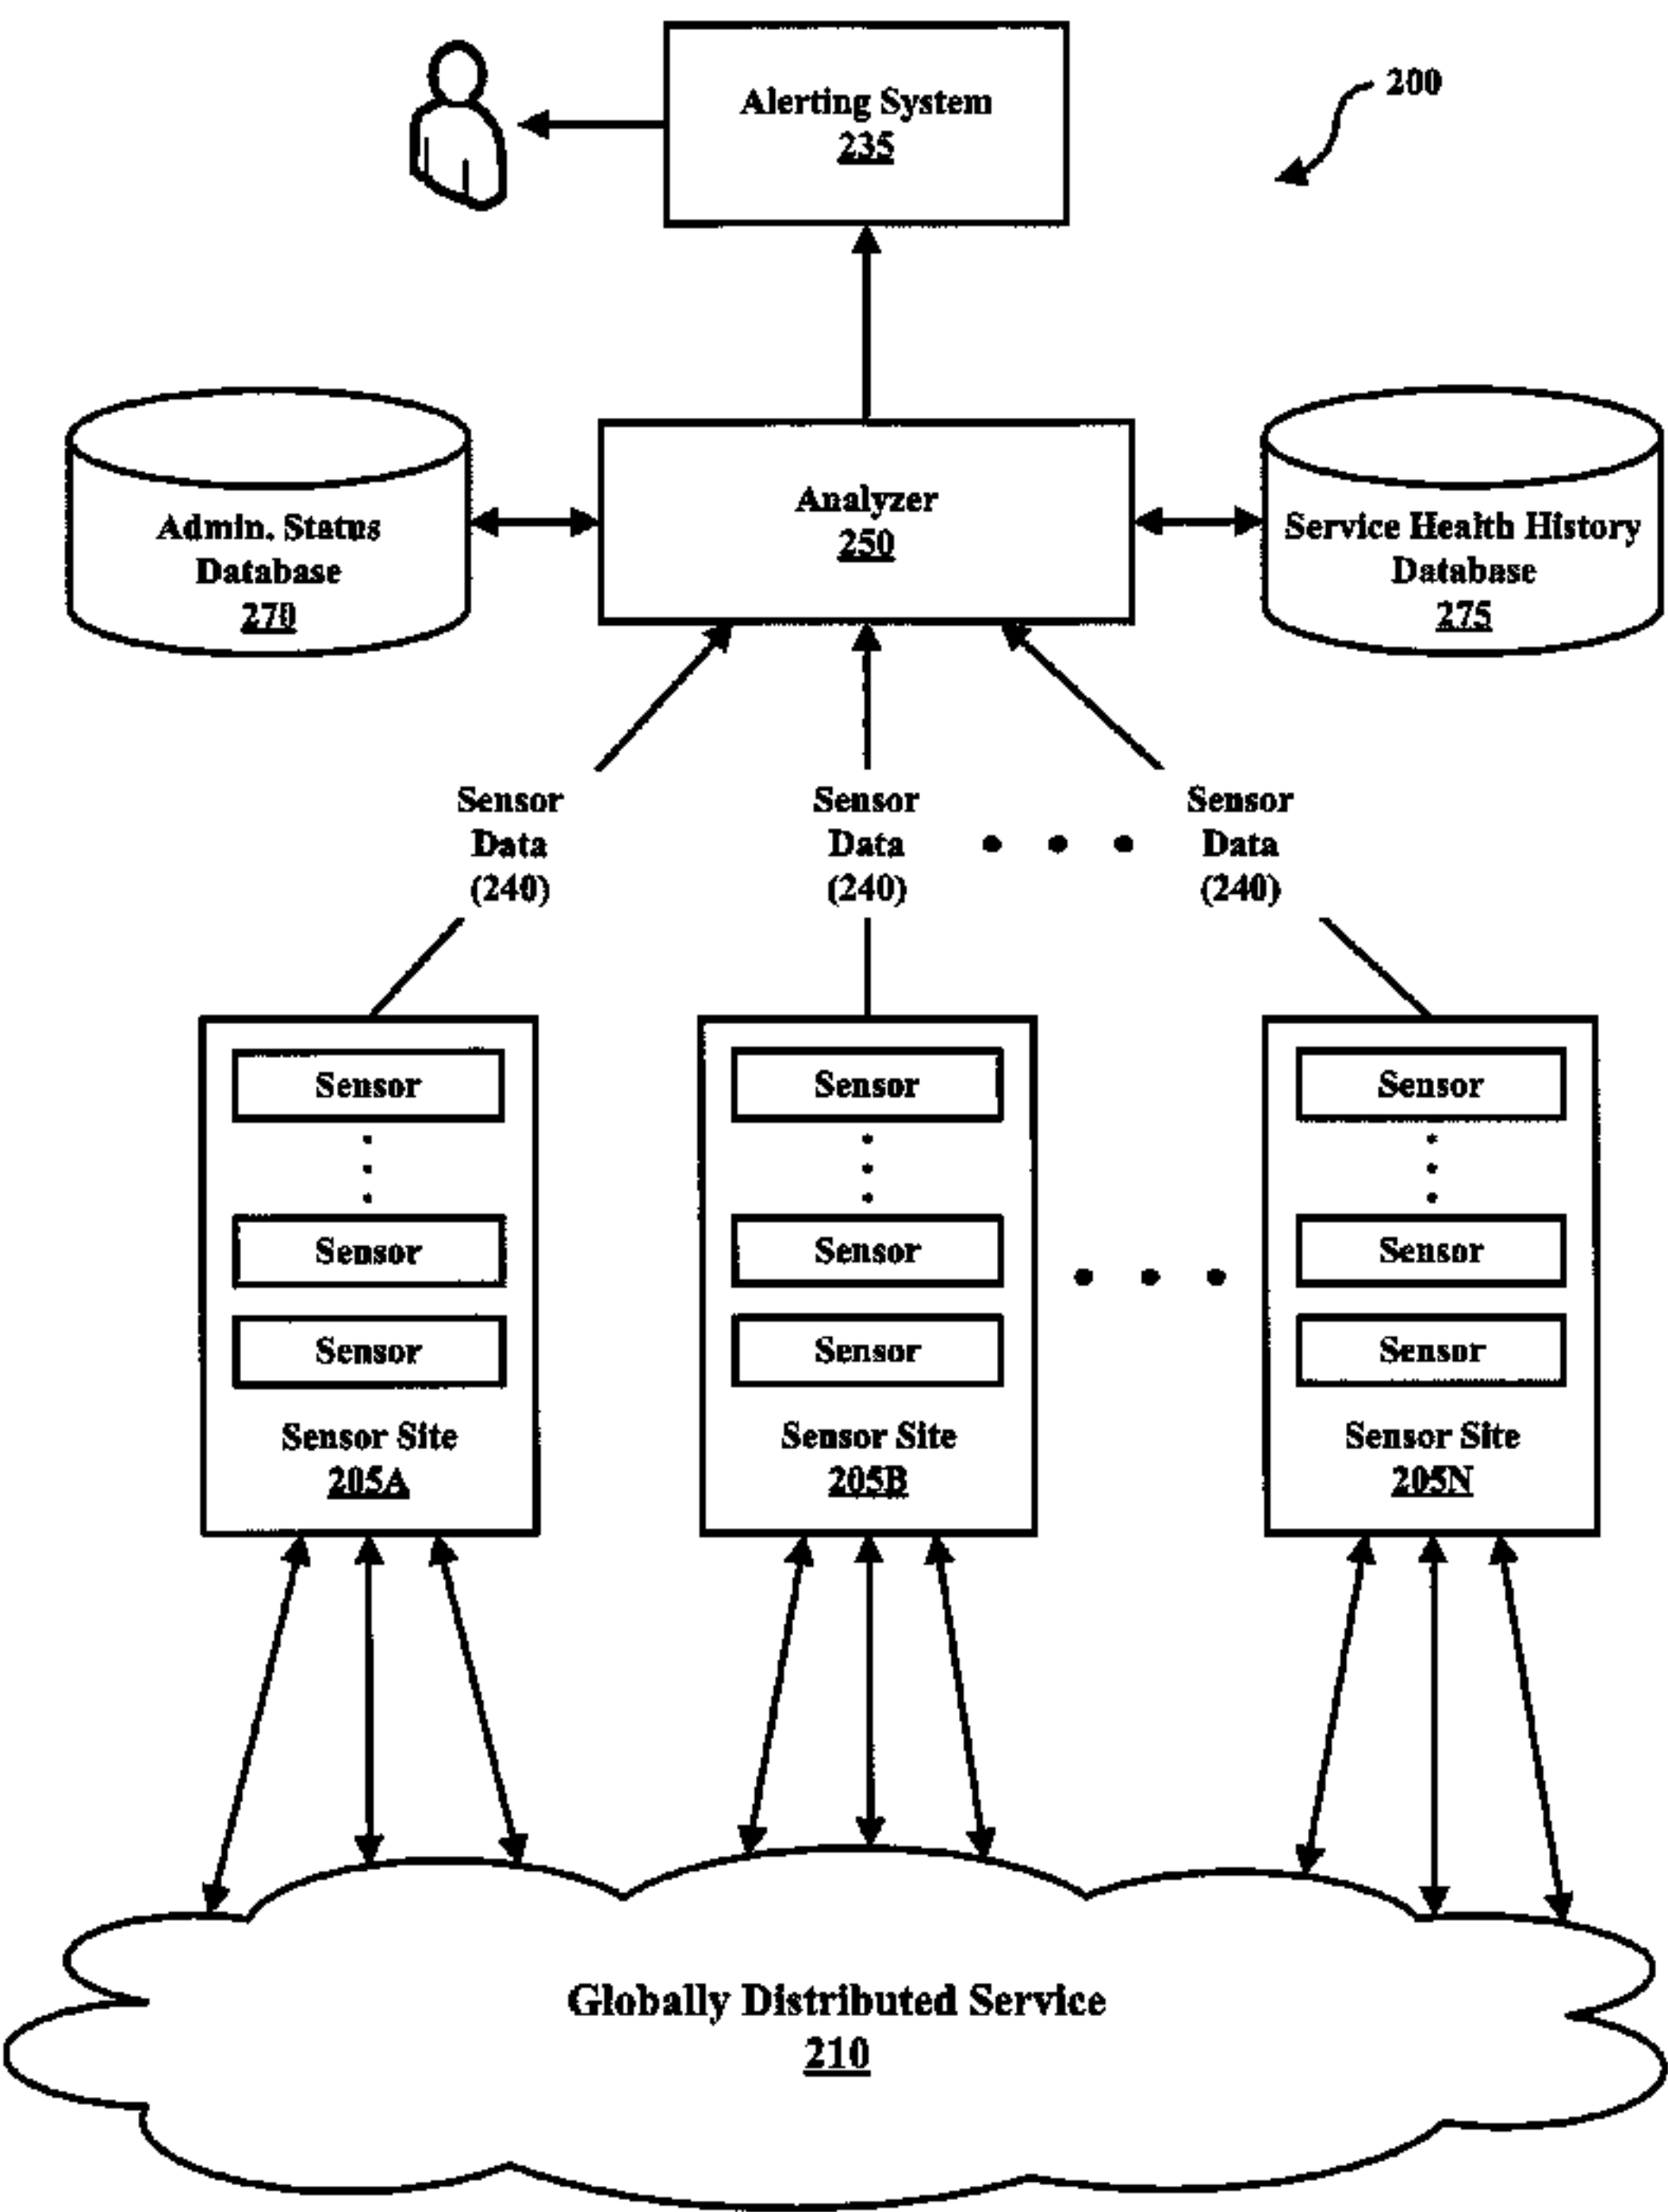 200
Alerting System
235
Admin. Status
Database
270
Analyzer
250
Service Health History
Database
275
Sensor
Data
(240)
Sensor
Data
(240)
Sensor
Data
(240)
Sensor
Sensor
Sensor
Sensor Site
205A
Sensor
Sensor
Sensor
Sensor Site
205B
Sensor
Sensor
Sensor
Sensor Site
205N
Globally Distributed Service
210